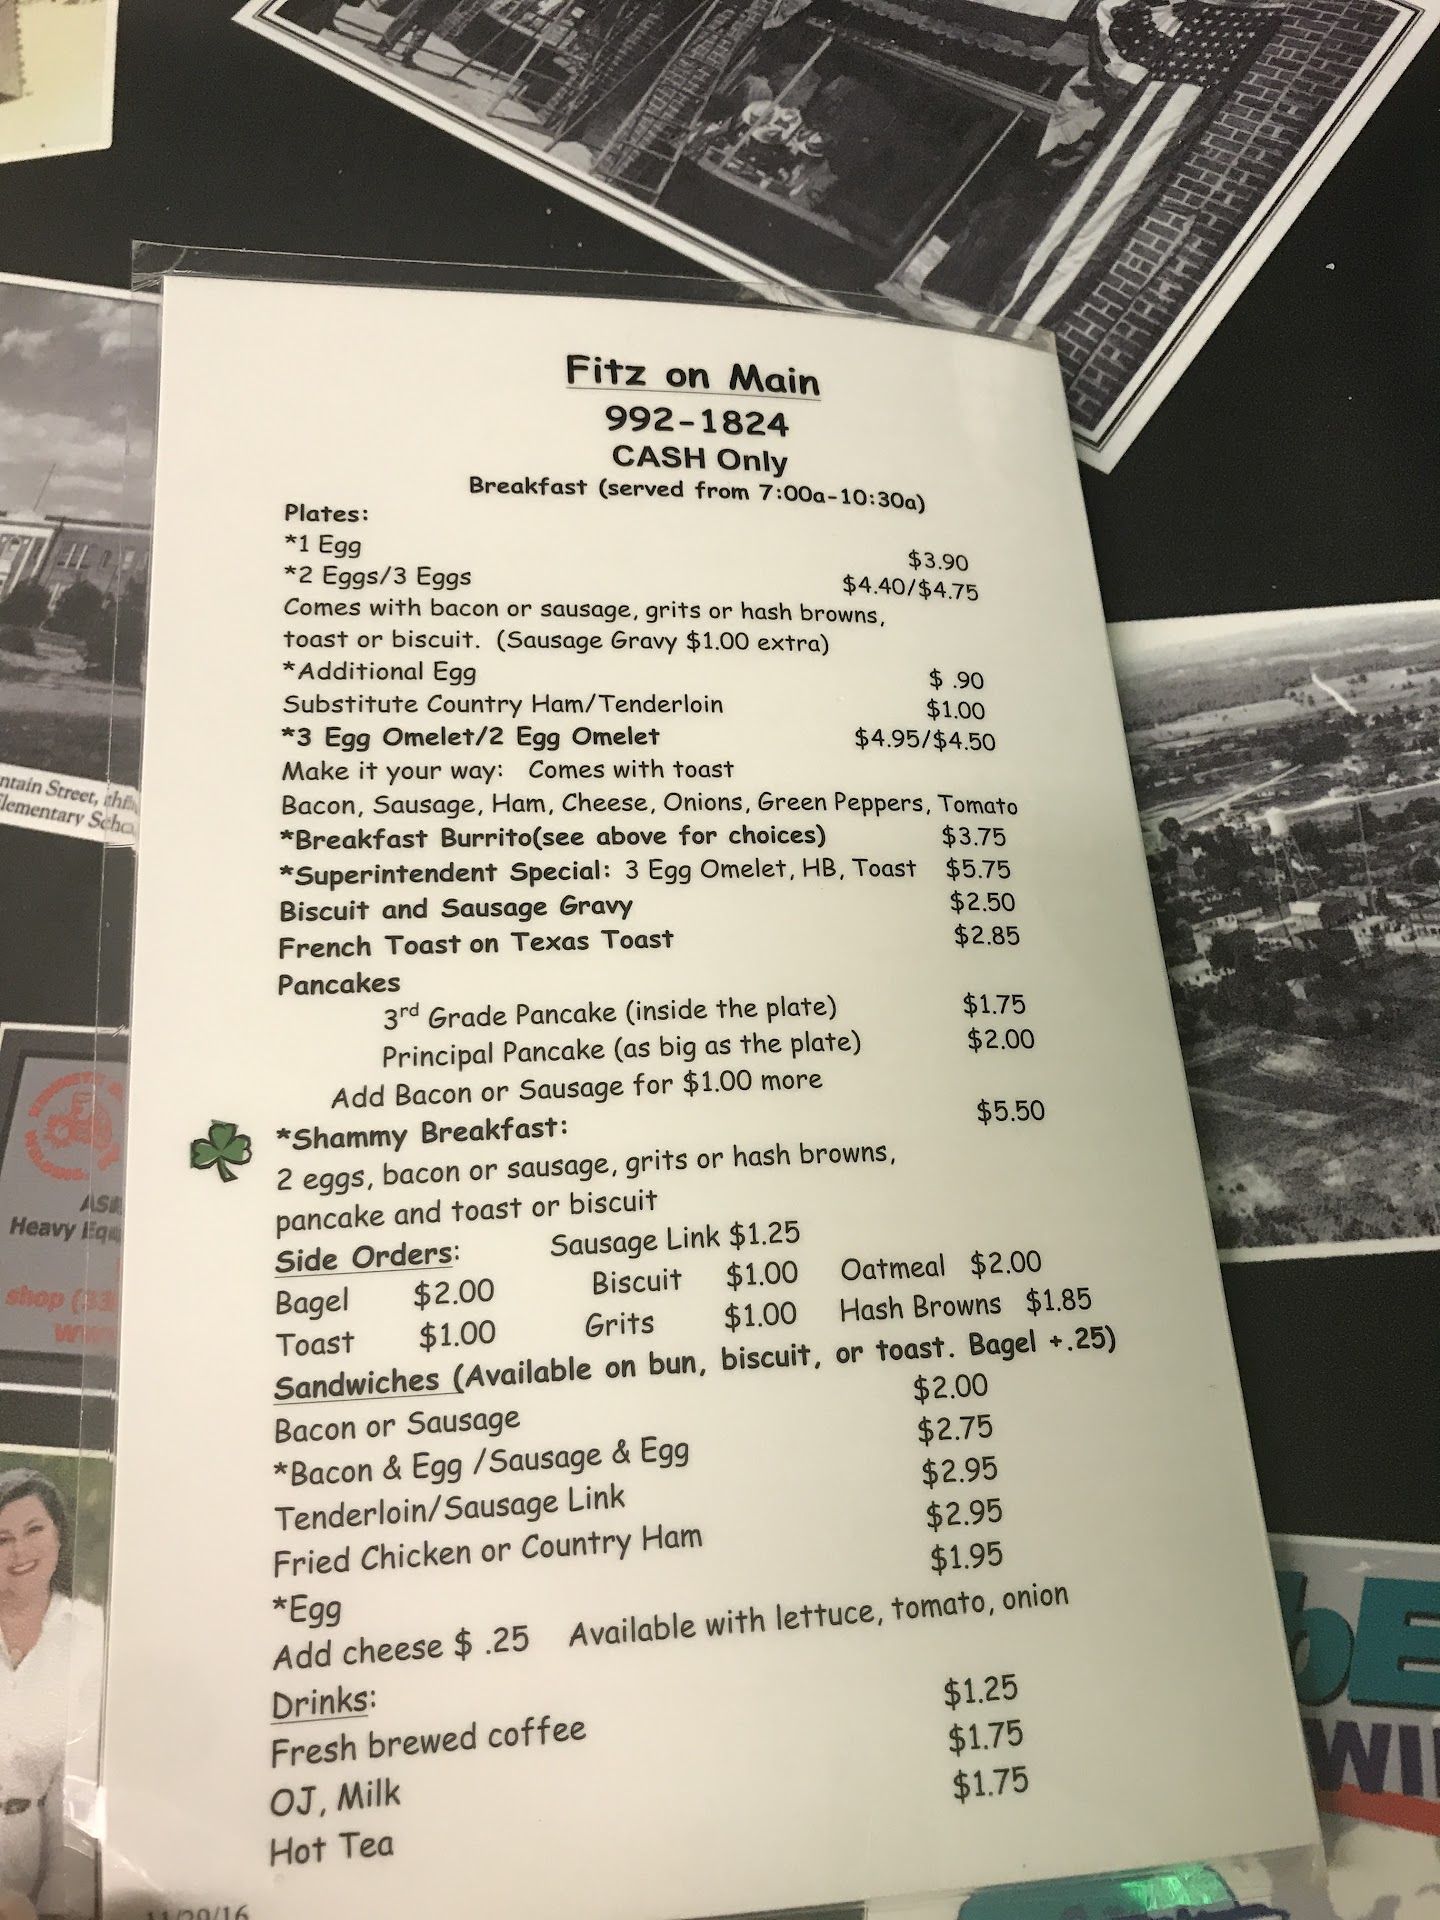 Fitz on Main
992-1824
CASH Only
Breakfast (served from 7:00a-10:30a)
Plates:
*1 Egg $3.90
*2 Eggs/3 Eggs $4.40/$4.75
Comes with bacon or sausage, grits or hash browns,
toast or biscuit. (Sausage Gravy $1.00 extra)
*Additional Egg $ .90
Substitute Country Ham/Tenderloin $1.00
*3 Egg Omelet/2 Egg Omelet $4.95/$4.50
Make it your way: Comes with toast
Bacon, Sausage, Ham, Cheese, Onions, Green Peppers, Tomato
*Breakfast Burrito(see above for choices) $3.75
*Superintendent Special: 3 Egg Omelet, HB, Toast $5.75
Biscuit and Sausage Gravy $2.50
French Toast on Texas Toast $2.85
Pancakes
3rd Grade Pancake (inside the plate) $1.75
Principal Pancake (as big as the plate) $2.00
Add Bacon or Sausage for $1.00 more
*Shammy Breakfast: $5.50
2 eggs, bacon or sausage, grits or hash browns,
pancake and toast or biscuit
Side Orders: Sausage Link $1.25
Bagel $2.00 Biscuit $1.00 Oatmeal $2.00
Toast $1.00 Grits $1.00 Hash Browns $1.85
Sandwiches (Available on bun, biscuit, or toast. Bagel +.25)
Bacon or Sausage $2.00
*Bacon & Egg /Sausage & Egg $2.75
Tenderloin/Sausage Link $2.95
Fried Chicken or Country Ham $2.95
*Egg $1.95
Add cheese $ .25 Available with lettuce, tomato, onion
Drinks:
Fresh brewed coffee $1.25
OJ, Milk $1.75
Hot Tea $1.75
11/29/16
ntain Street,
lementary
Heavy
shop